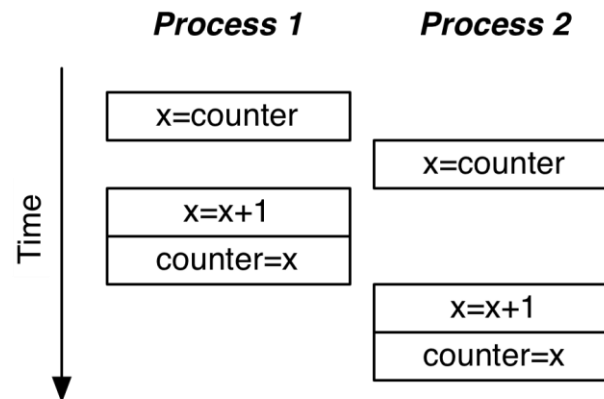 Process 1 Process 2
x=counter
x=counter
x=x+1
counter=x
x=x+1
counter=x
Time